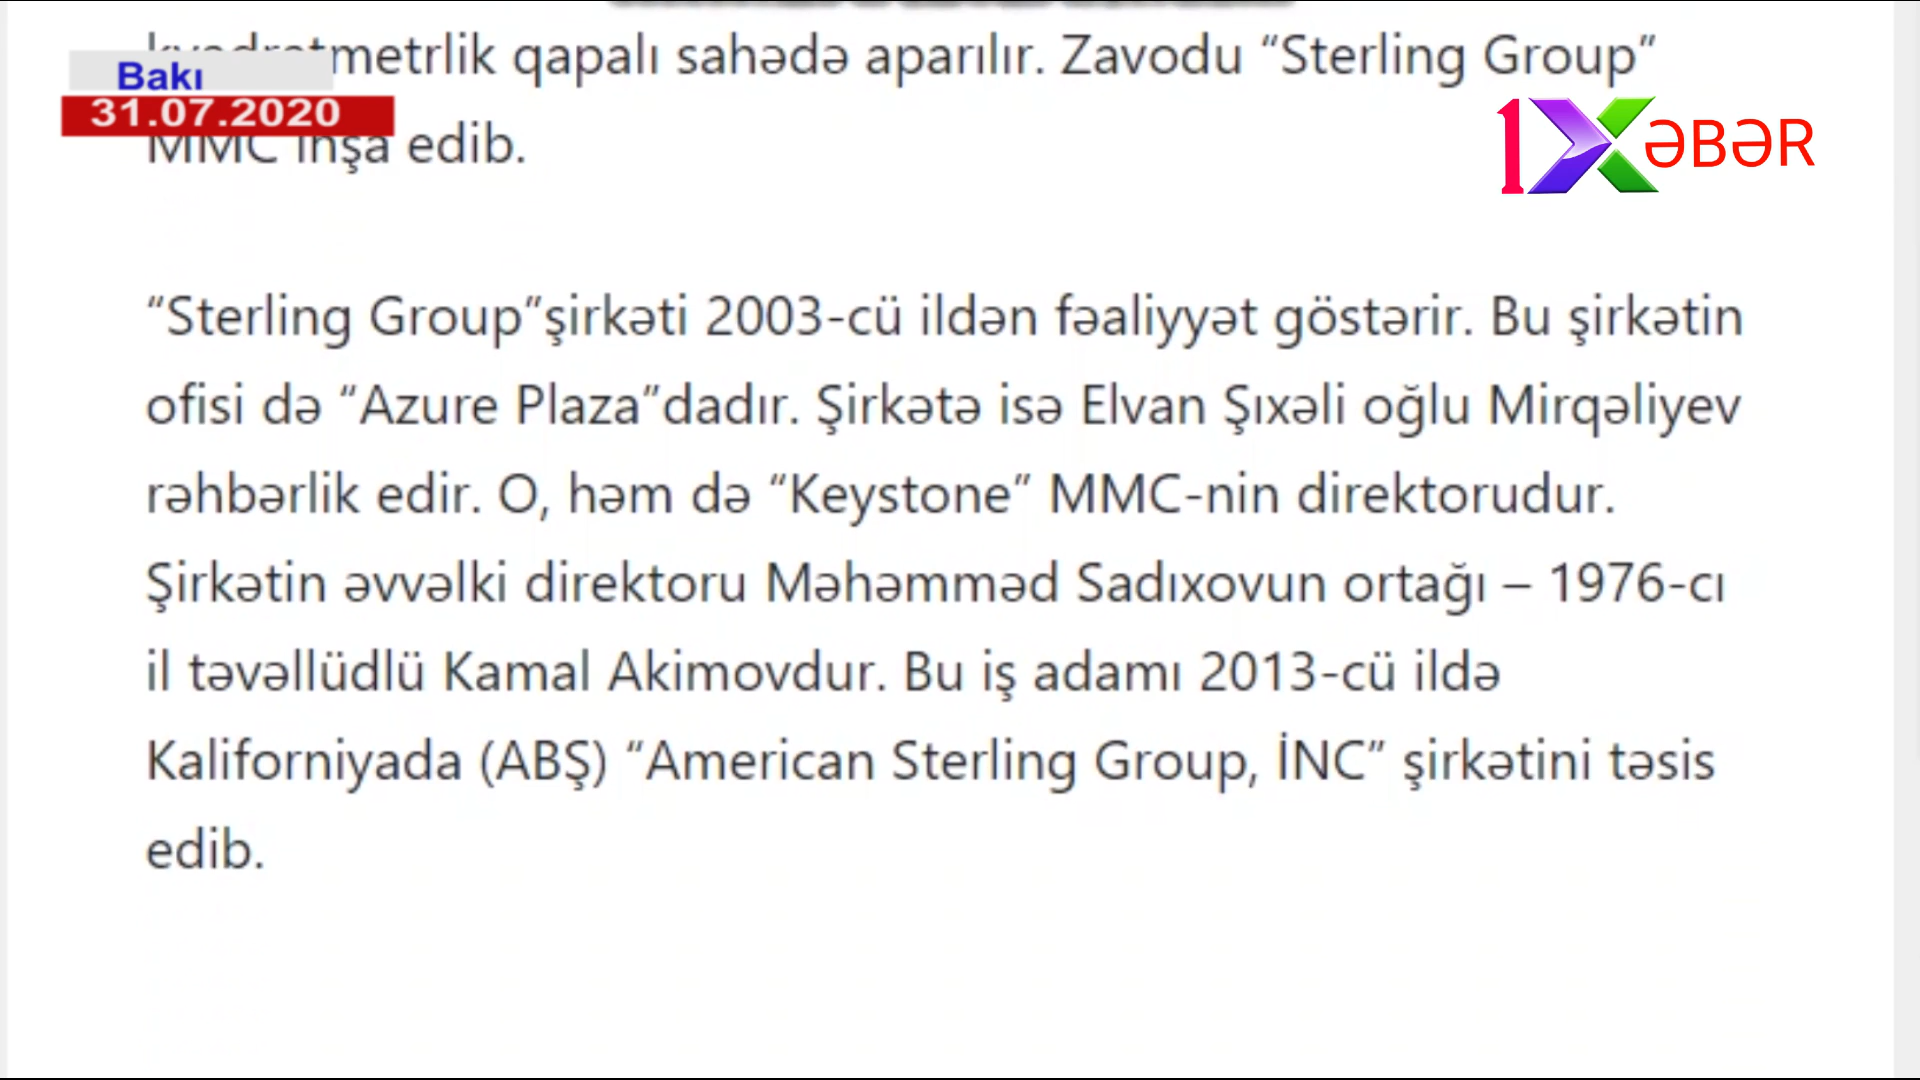 kvadratmetrlik qapalı sahədə aparılır. Zavodu “Sterling Group”
Bakı
31.07.2020
1XƏBƏR
MMC inşa edib.
“Sterling Group”şirkəti 2003-cü ildən fəaliyyət göstərir. Bu şirkətin
ofisi də “Azure Plaza”dadır. Şirkətə isə Elvan Şıxəli oğlu Mirqəliyev
rəhbərlik edir. O, həm də “Keystone” MMC-nin direktorudur.
Şirkətin əvvəlki direktoru Məhəmməd Sadıxovun ortağı – 1976-cı
il təvəllüdlü Kamal Akimovdur. Bu iş adamı 2013-cü ildə
Kaliforniyada (ABŞ) “American Sterling Group, İNC” şirkətini təsis
edib.